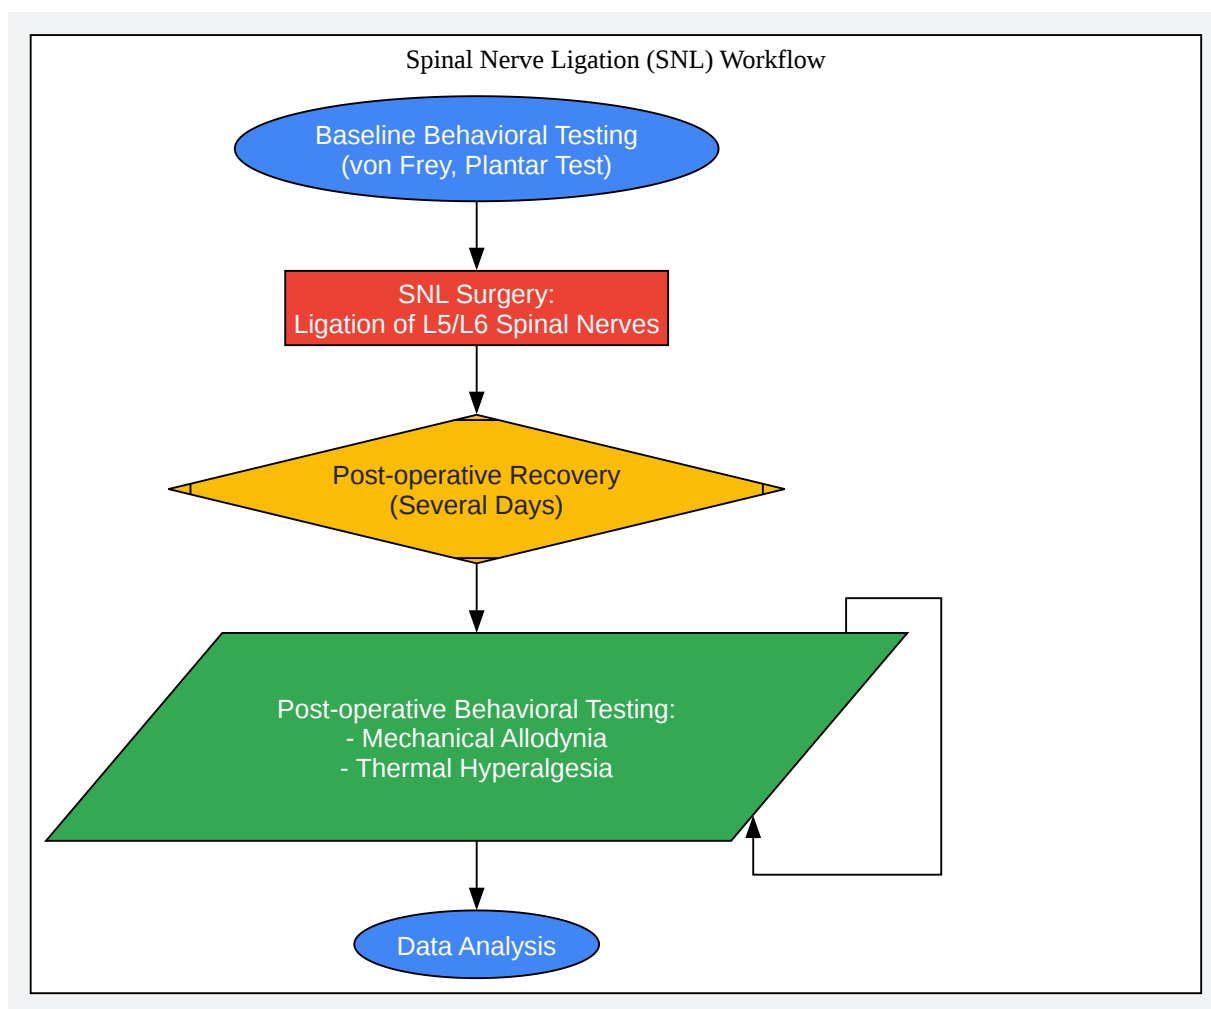 Spinal Nerve Ligation (SNL) Workflow
Baseline Behavioral Testing
(von Frey, Plantar Test)
SNL Surgery:
Ligation of L5/L6 Spinal Nerves
Post-operative Recovery
(Several Days)
Post-operative Behavioral Testing:
- Mechanical Allodynia
- Thermal Hyperalgesia
Data Analysis